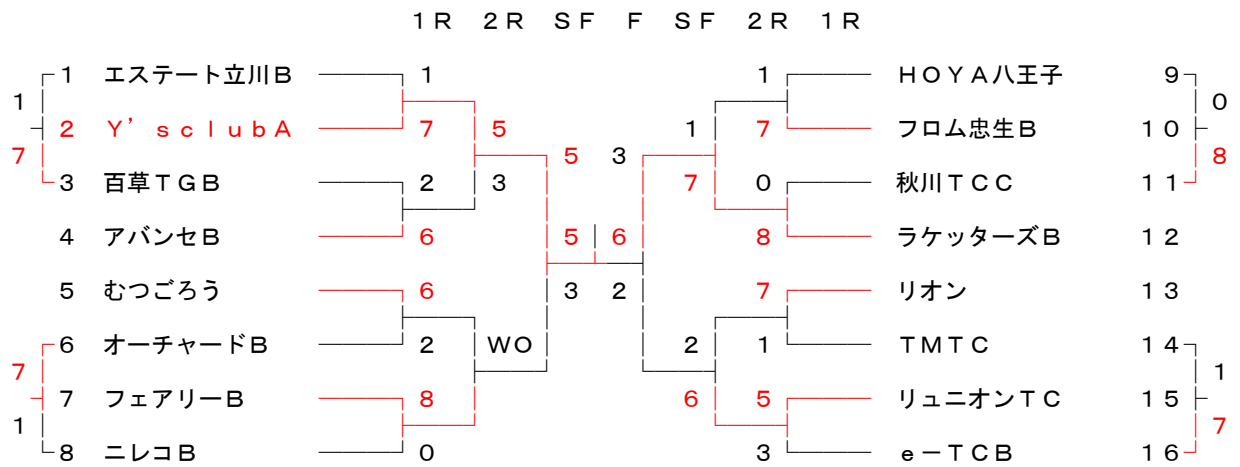 １Ｒ ２Ｒ ＳＦ Ｆ ＳＦ ２Ｒ １Ｒ
1 エステート立川Ｂ 1 1 ＨＯＹＡ八王子 9
1 0
2 Ｙ’ｓｃｌｕｂＡ 7 5 1 7 フロム忠生Ｂ 10
7 5 3 8
3 百草ＴＧＢ 2 3 7 0 秋川ＴＣＣ 11
4 アバンセＢ 6 5 6 8 ラケッターズＢ 12
5 むつごろう 6 3 2 7 リオン 13
6 オーチャードＢ 2 ＷＯ 2 1 ＴＭＴＣ 14
7 1
7 フェアリーＢ 8 6 5 リュニオンＴＣ 15
1 7
8 ニレコＢ 0 3 ｅ－ＴＣＢ 16